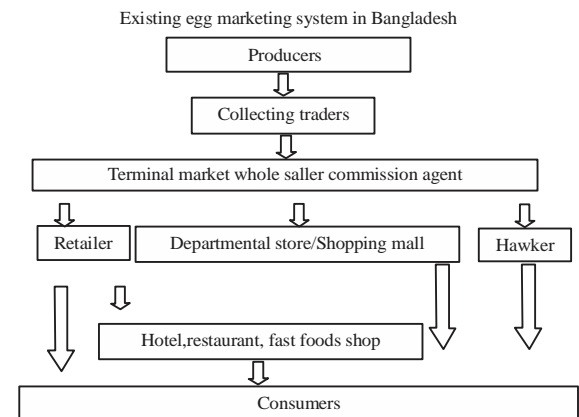 Existing egg marketing system in Bangladesh
Producers
Collecting traders
Terminal market whole saller commission agent
Retailer
Departmental store/Shopping mall
Hawker
Hotel,restaurant, fast foods shop
Consumers